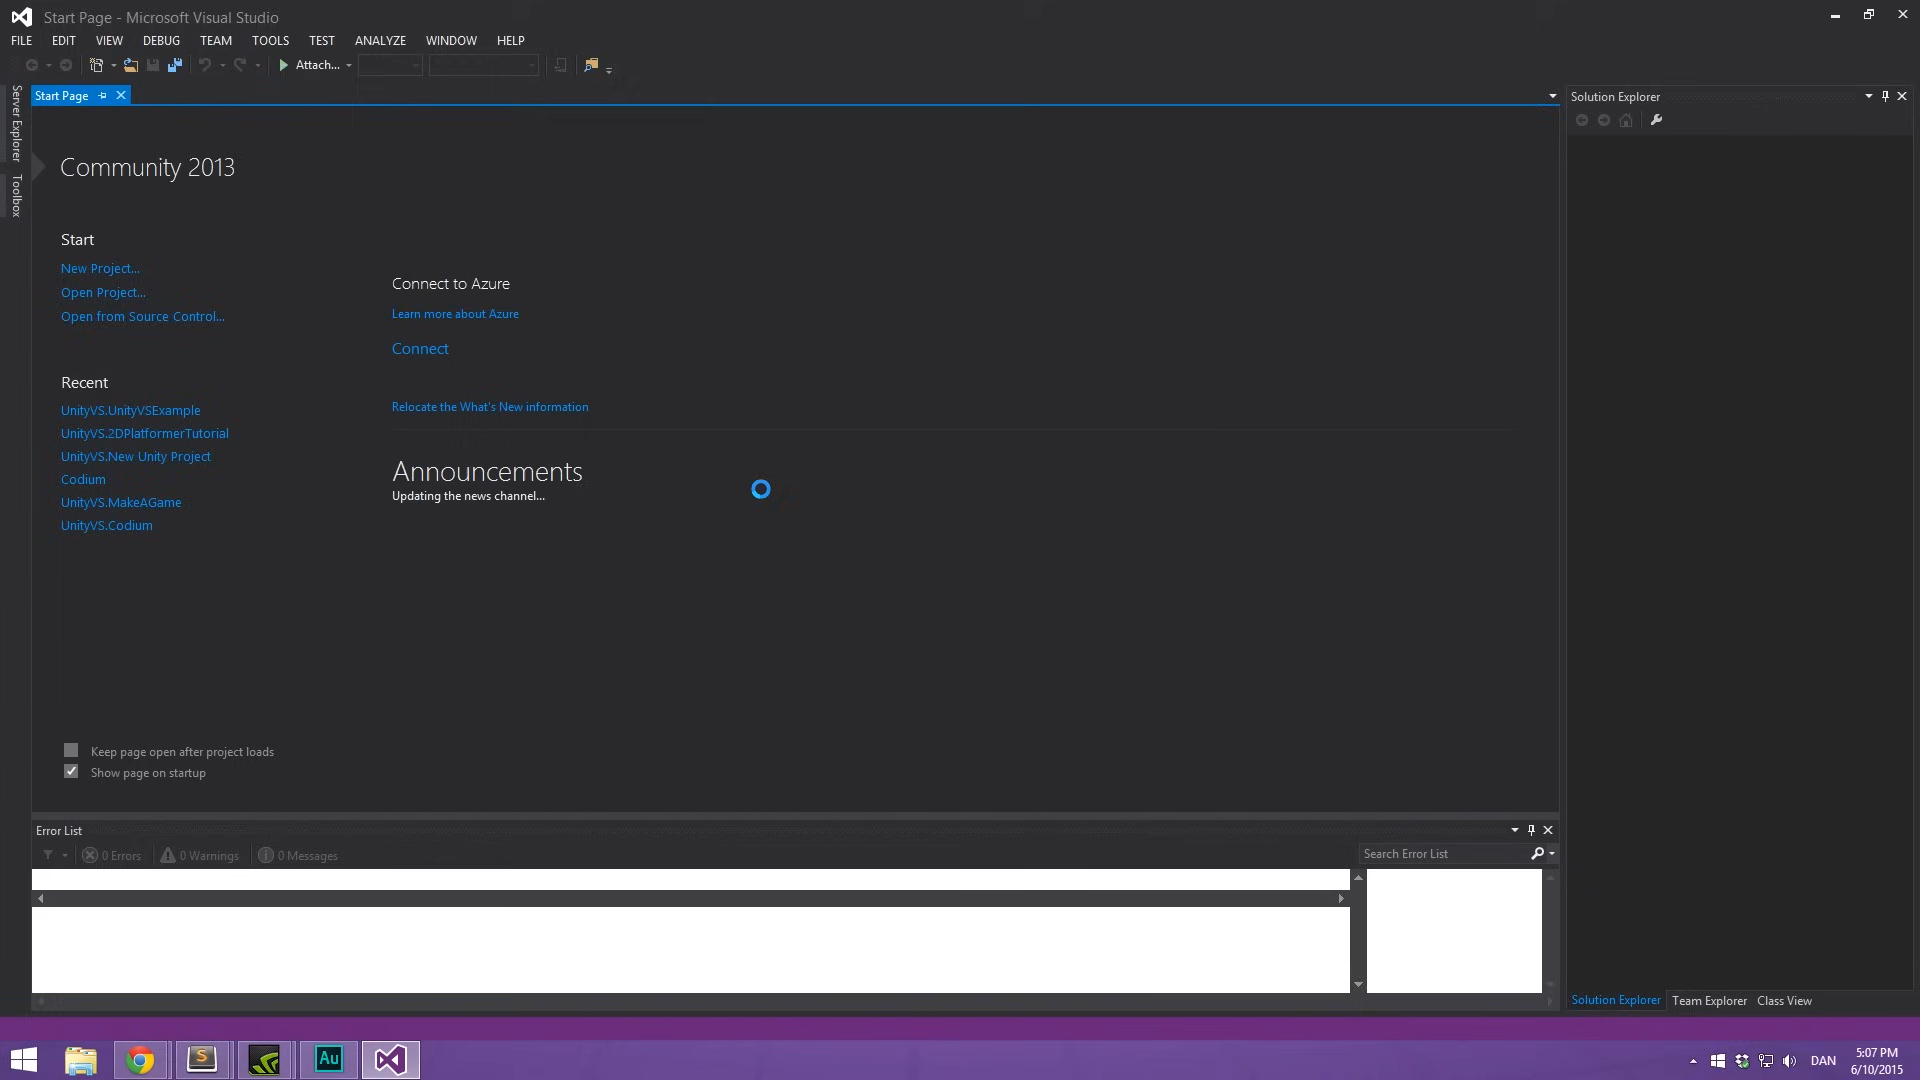 Start Page - Microsoft Visual Studio
FILE EDIT VIEW DEBUG TEAM TOOLS TEST ANALYZE WINDOW HELP
Attach...
Server Explorer
Toolbox
Start Page
Solution Explorer
Community 2013
Start
New Project...
Open Project...
Open from Source Control...
Recent
UnityVS.UnityVSExample
UnityVS.2DPlatformerTutorial
UnityVS.New Unity Project
Codium
UnityVS.MakeAGame
UnityVS.Codium
Connect to Azure
Learn more about Azure
Connect
Relocate the What's New information
Announcements
Updating the news channel...
Keep page open after project loads
Show page on startup
Error List
0 Errors 0 Warnings 0 Messages
Search Error List
Solution Explorer Team Explorer Class View
S
Au
DAN
5:07 PM
6/10/2015